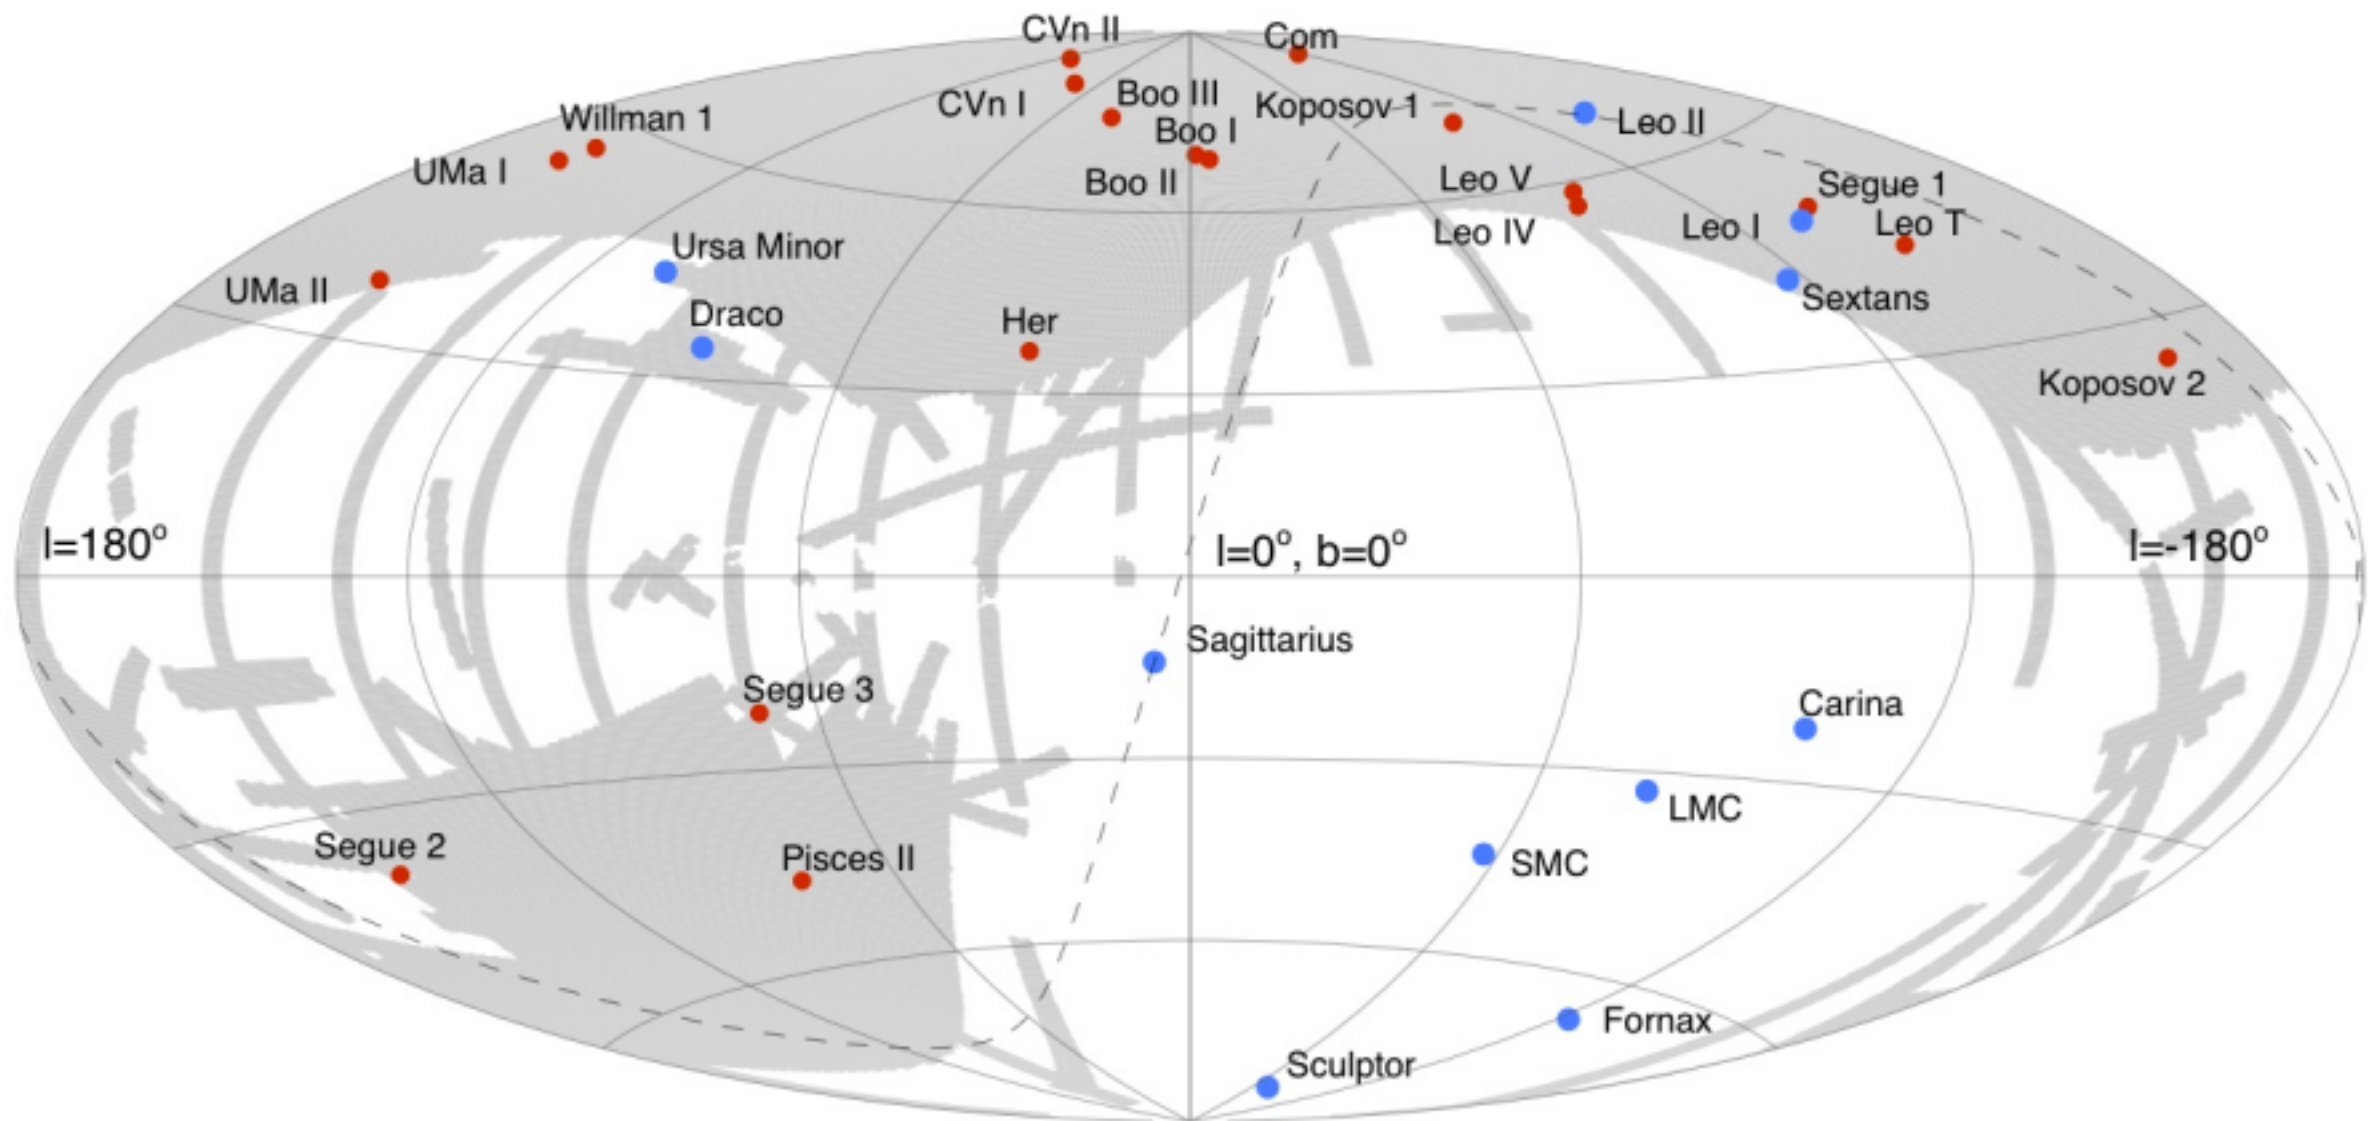 CVn II
Com
CVn I
Boo III
Koposov 1
Willman 1
Leo II
Boo I
UMa I
Boo II
Leo V
Segue 1
Leo I
Leo T
Leo IV
Ursa Minor
UMa II
Sextans
Draco
Her
Koposov 2
l=180°
l=0°, b=0°
l=-180°
Sagittarius
Segue 3
Carina
LMC
Segue 2
Pisces II
SMC
Fornax
Sculptor